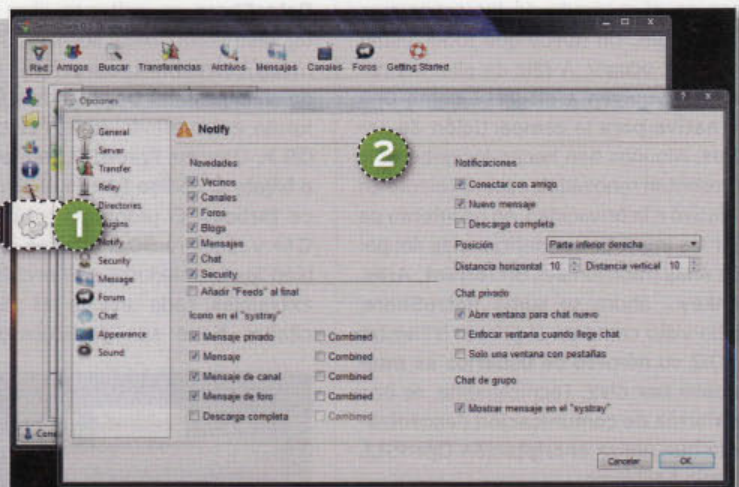 Red Amigos Buscar Transferencias Archivos Mensajes Canales Foros Getting Started
Opciones
General
Server
Transfer
Relay
Directories
Plugins
Notify
Security
Message
Forum
Chat
Appearance
Sound
1
2
Notify
Novedades
Vecinos
Canales
Foros
Blogs
Mensajes
Chat
Security
Añadir "Feeds" al final
Icono en el "systray"
Mensaje privado Combined
Mensaje Combined
Mensaje de canal Combined
Mensaje de foro Combined
Descarga completa Combined
Notificaciones
Conectar con amigo
Nuevo mensaje
Descarga completa
Posición Parte inferior derecha
Distancia horizontal 10 Distancia vertical 10
Chat privado
Abrir ventana para chat nuevo
Enfocar ventana cuando llege chat
Solo una ventana con pestañas
Chat de grupo
Mostrar mensaje en el "systray"
Cancelar OK